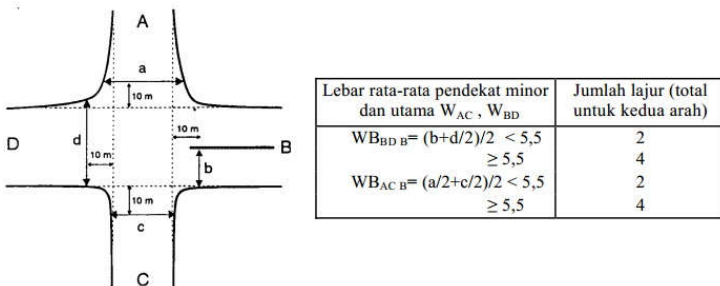 A
a
10 m
10 m
D
d
B
10 m
b
10 m
c
C
Lebar rata-rata pendekat minor
dan utama W_AC , W_BD
Jumlah lajur (total
untuk kedua arah)
WB_BD B= (b+d/2)/2 < 5,5
2
≥ 5,5
4
WB_AC B= (a/2+c/2)/2 < 5,5
2
≥ 5,5
4